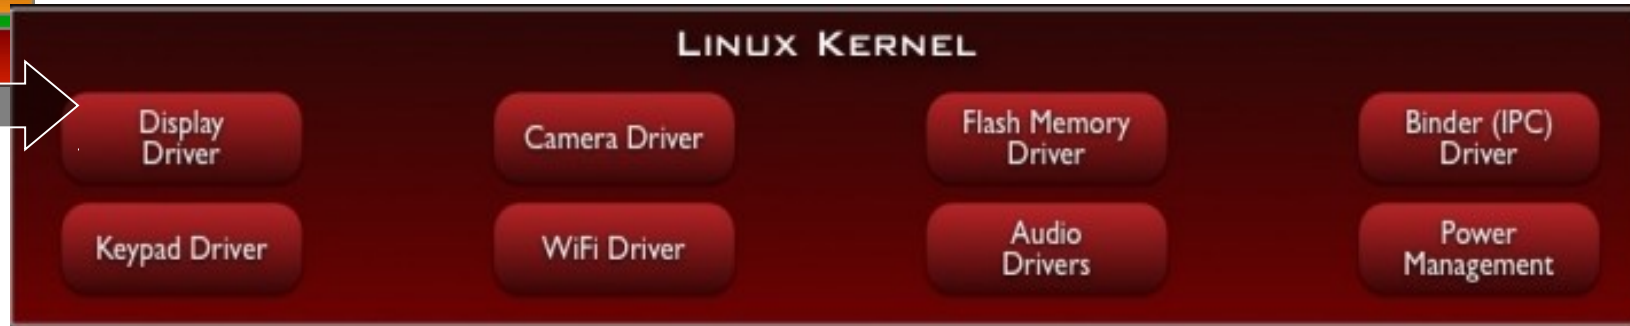 LINUX KERNEL
Display
Driver
Camera Driver
Flash Memory
Driver
Binder (IPC)
Driver
Keypad Driver
WiFi Driver
Audio
Drivers
Power
Management